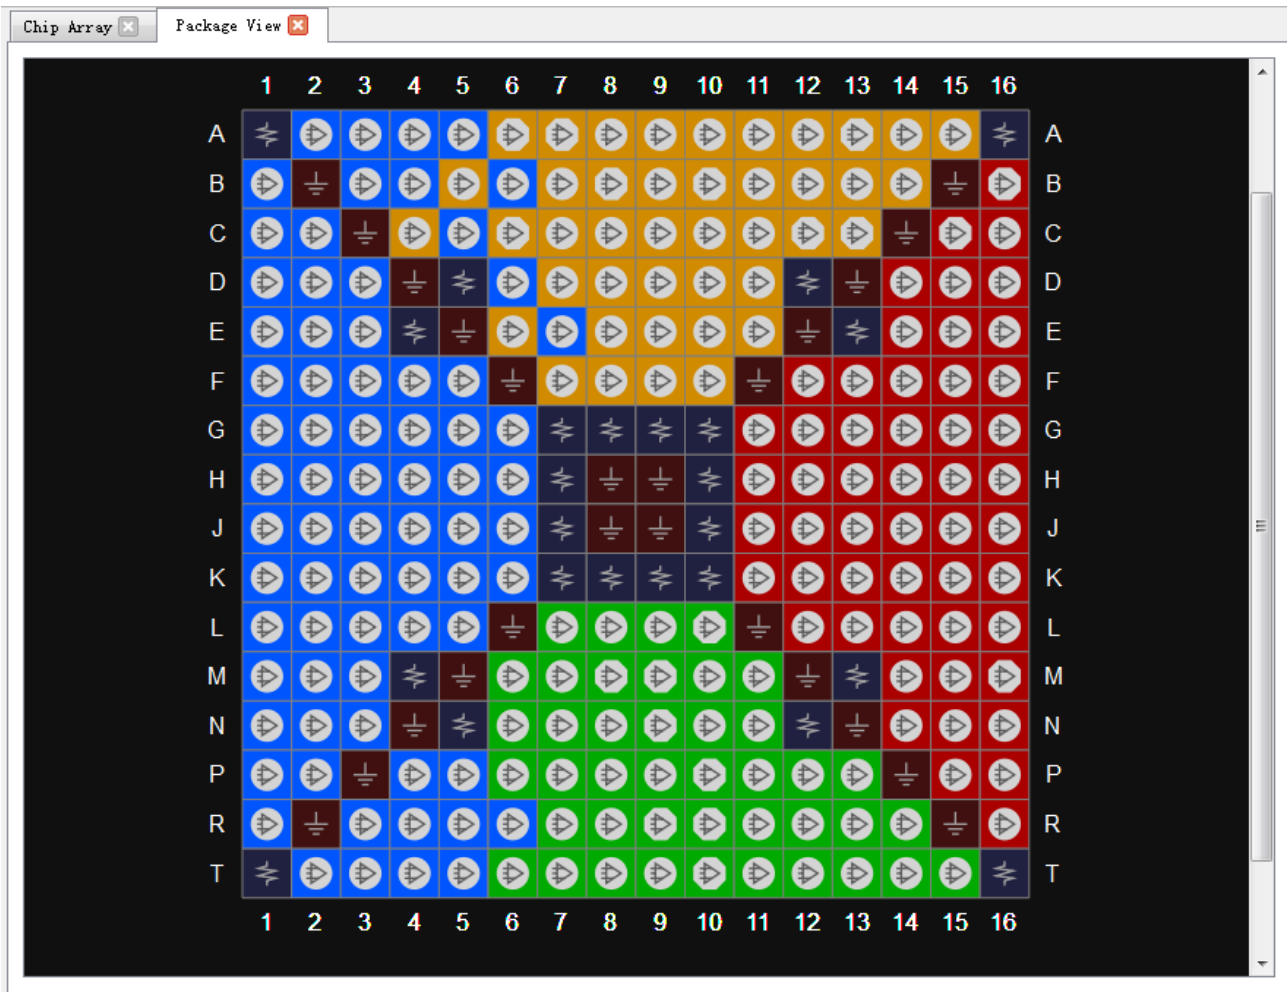 Chip Array
Package View
1 2 3 4 5 6 7 8 9 10 11 12 13 14 15 16
A A
B B
C C
D D
E E
F F
G G
H H
J J
K K
L L
M M
N N
P P
R R
T T
1 2 3 4 5 6 7 8 9 10 11 12 13 14 15 16